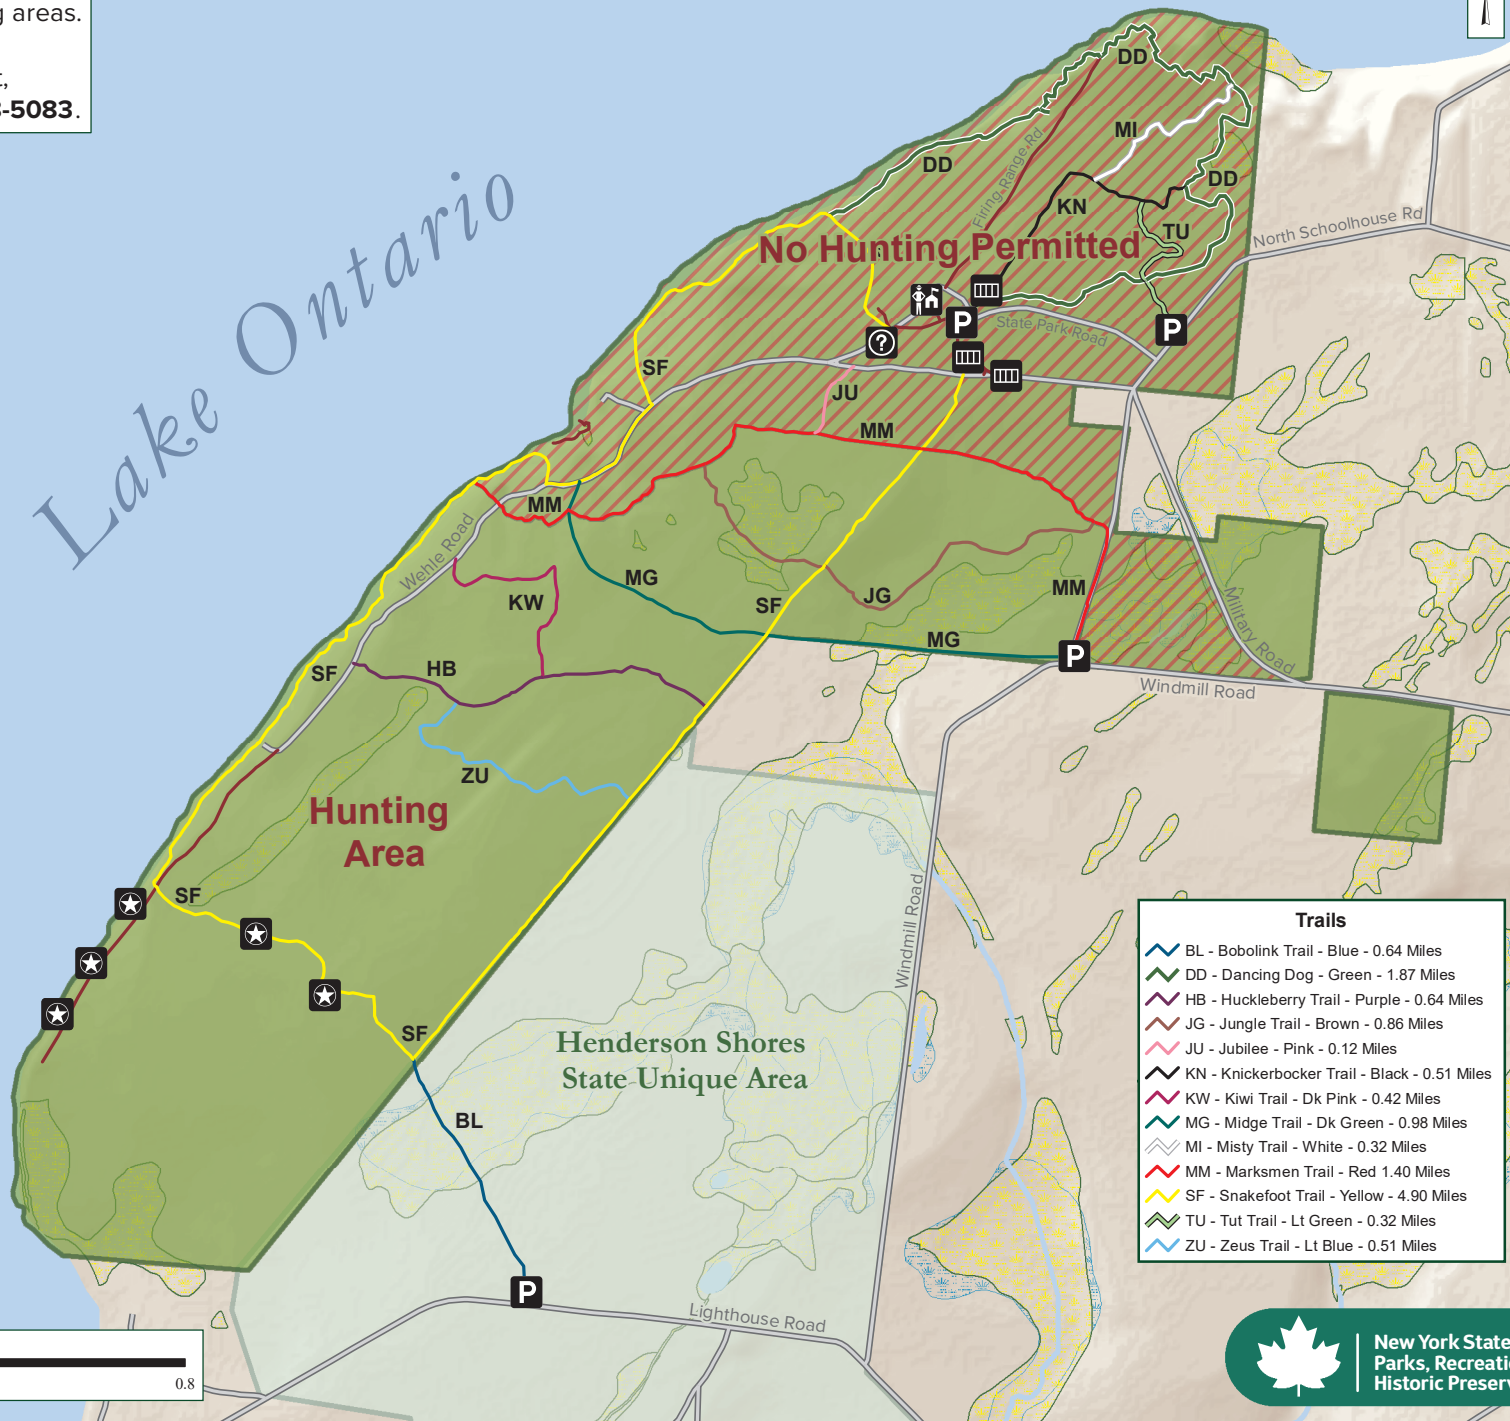 areas.
-5083.
Lake Ontario
DD
MI
DD
DD
Firing Range Rd
KN
TU
North Schoolhouse Rd
No Hunting Permitted
P
State Park Road
P
?
SF
JU
MM
MM
Wehle Road
MG
KW
SF
JG
MM
Military Road
MG
P
HB
SF
Windmill Road
ZU
Hunting
Area
SF
Windmill Road
SF
Henderson Shores
State Unique Area
BL
P
Lighthouse Road
Trails
BL - Bobolink Trail - Blue - 0.64 Miles
DD - Dancing Dog - Green - 1.87 Miles
HB - Huckleberry Trail - Purple - 0.64 Miles
JG - Jungle Trail - Brown - 0.86 Miles
JU - Jubilee - Pink - 0.12 Miles
KN - Knickerbocker Trail - Black - 0.51 Miles
KW - Kiwi Trail - Dk Pink - 0.42 Miles
MG - Midge Trail - Dk Green - 0.98 Miles
MI - Misty Trail - White - 0.32 Miles
MM - Marksmen Trail - Red 1.40 Miles
SF - Snakefoot Trail - Yellow - 4.90 Miles
TU - Tut Trail - Lt Green - 0.32 Miles
ZU - Zeus Trail - Lt Blue - 0.51 Miles
0.8
New York State
Parks, Recreati
Historic Preserv